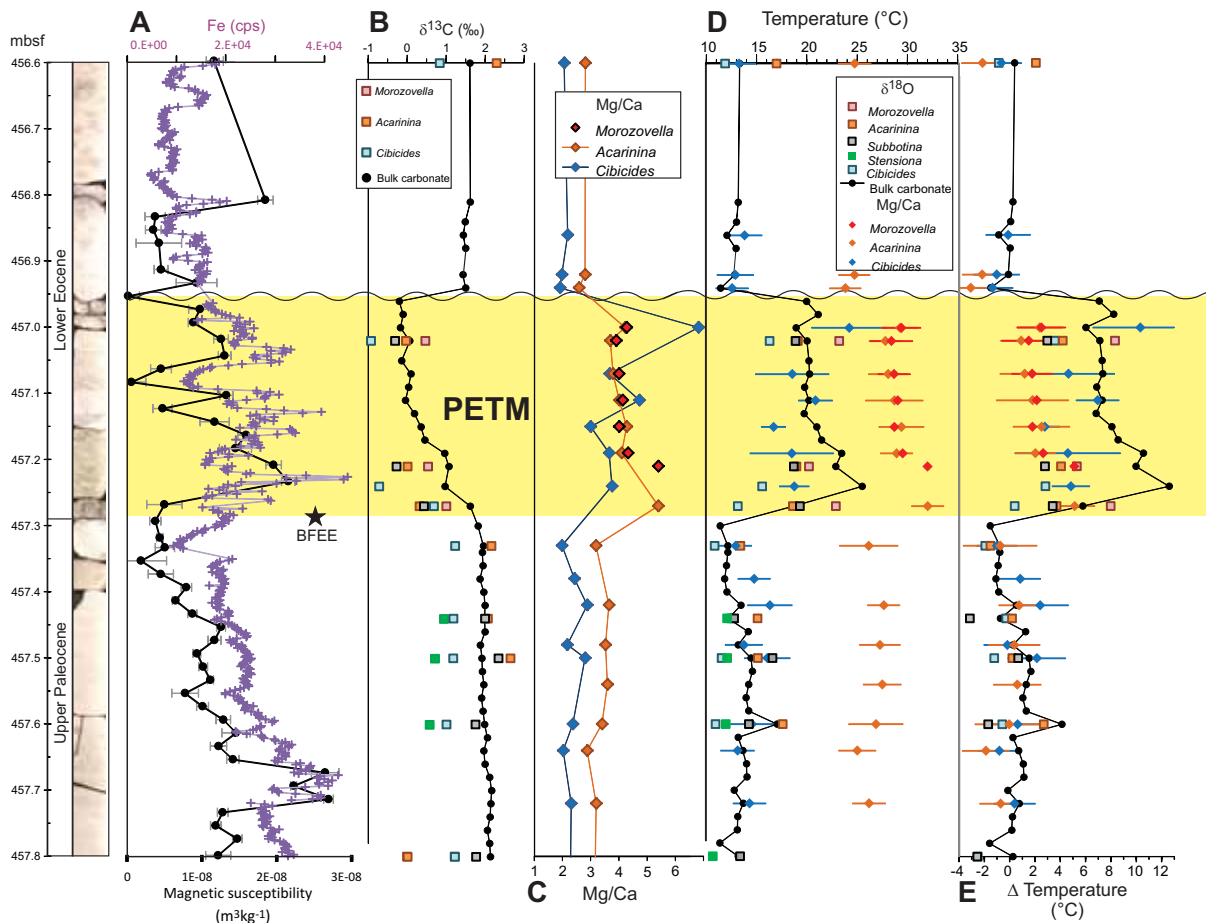 A
B
D
Fe (cps)
δ13C (‰)
Temperature (°C)
mbsf
0.E+00
2.E+04
4.E+04
-1
0
1
2
3
10
15
20
25
30
35
456.6
456.7
456.8
456.9
457.0
457.1
457.2
457.3
457.4
457.5
457.6
457.7
457.8
Lower Eocene
Upper Paleocene
Morozovella
Acarinina
Cibicides
Bulk carbonate
Mg/Ca
Morozovella
Acarinina
Cibicides
δ18O
Morozovella
Acarinina
Subbotina
Stensiona
Cibicides
Bulk carbonate
Mg/Ca
Morozovella
Acarinina
Cibicides
PETM
BFEE
0
1E-08
2E-08
3E-08
Magnetic susceptibility
(m3kg-1)
C
1
2
3
4
5
6
7
Mg/Ca
-4
-2
0
2
4
6
8
10
12
E
Δ Temperature
(°C)